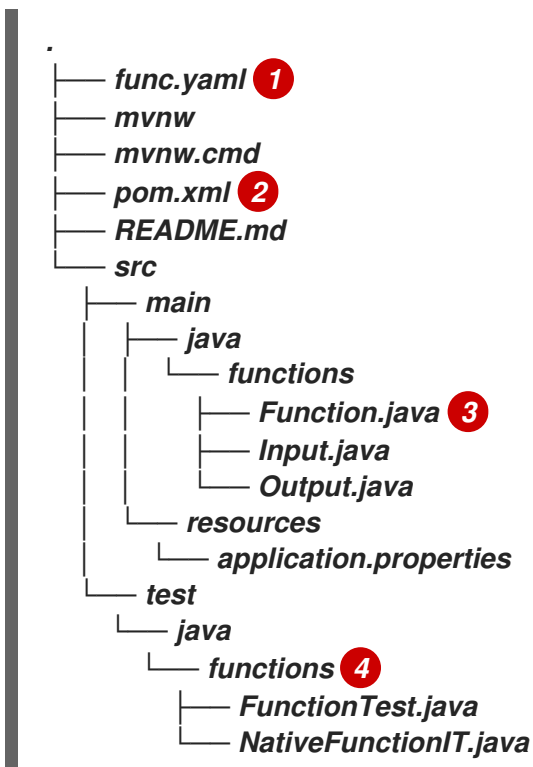 .
├── func.yaml 1
├── mvnw
├── mvnw.cmd
├── pom.xml 2
├── README.md
└── src
    ├── main
    │   ├── java
    │   │   └── functions
    │   │       ├── Function.java 3
    │   │       ├── Input.java
    │   │       └── Output.java
    │   └── resources
    │       └── application.properties
    └── test
        └── java
            └── functions 4
                ├── FunctionTest.java
                └── NativeFunctionIT.java